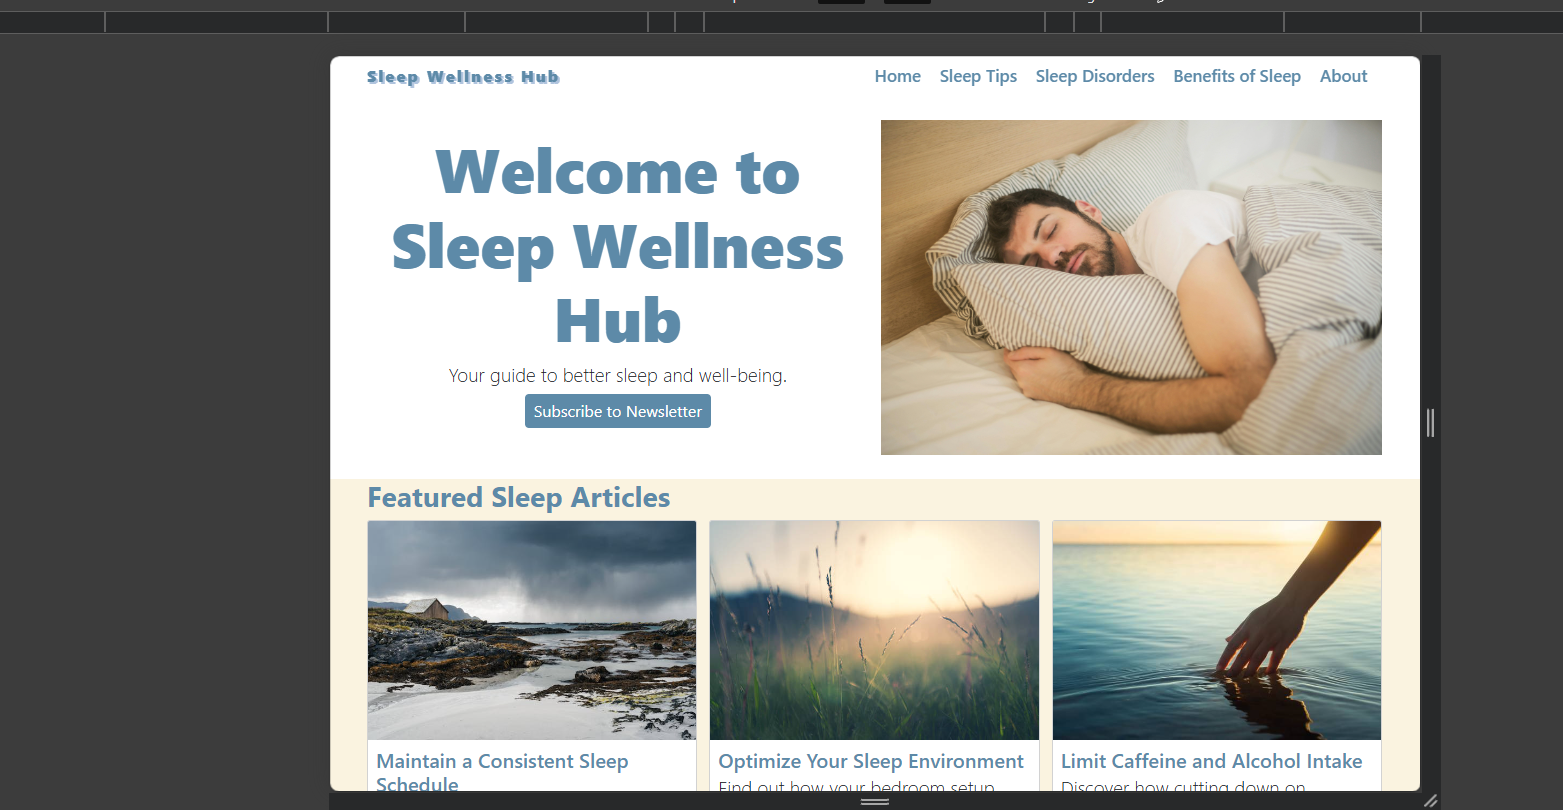 Sleep Wellness Hub
Home Sleep Tips Sleep Disorders Benefits of Sleep About
Welcome to
Sleep Wellness
Hub
Your guide to better sleep and well-being.
Subscribe to Newsletter
Featured Sleep Articles
Maintain a Consistent Sleep
Schedule
Optimize Your Sleep Environment
Find out how your bedroom setup
Limit Caffeine and Alcohol Intake
Discover how cutting down on